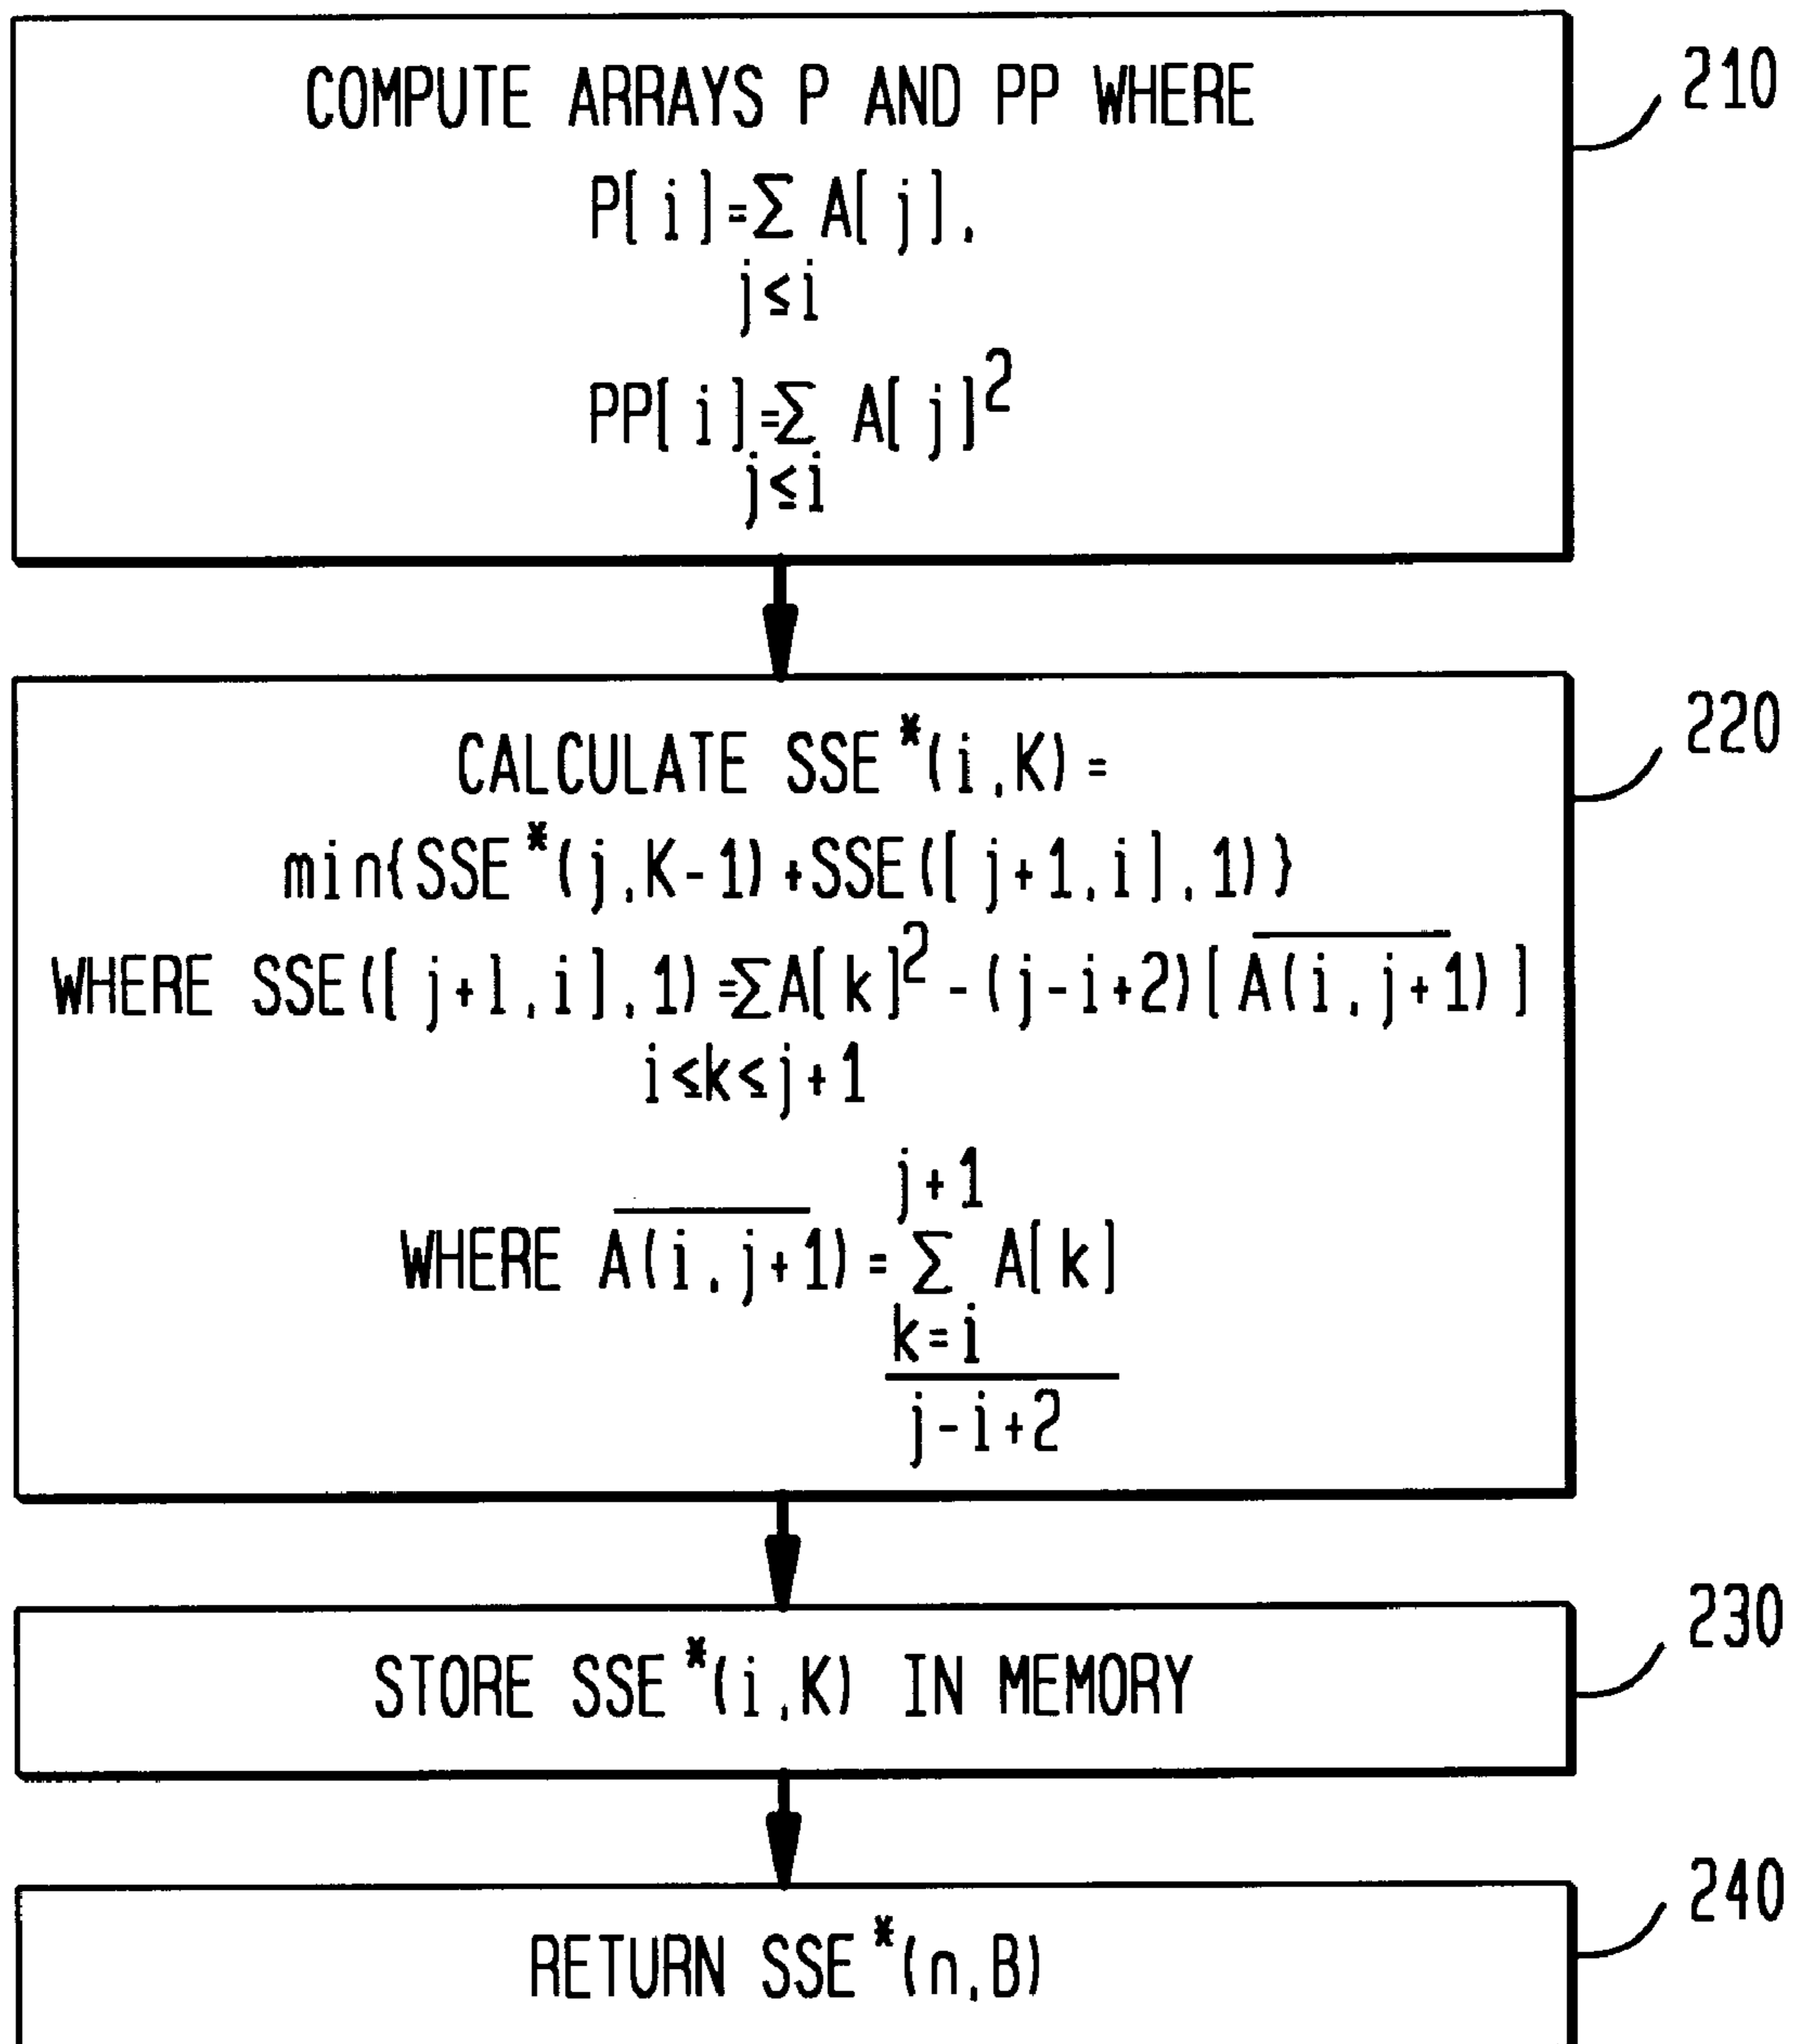 COMPUTE ARRAYS P AND PP WHERE
210
P[i]=∑ A[j],
j≤i
PP[i]=∑ A[j]²
j≤i
220
CALCULATE SSE*(i,K)=
min{SSE*(j,K-1)+SSE([j+1,i],1)}
WHERE SSE([j+1,i],1)=∑A[k]²-(j-i+2)[A̅(̅i̅,̅j̅+̅1̅)̅]
i≤k≤j+1
j+1
WHERE A̅(̅i̅,̅j̅+̅1̅)̅=∑ A[k]
k=i
j-i+2
230
STORE SSE*(i,K) IN MEMORY
240
RETURN SSE*(n,B)